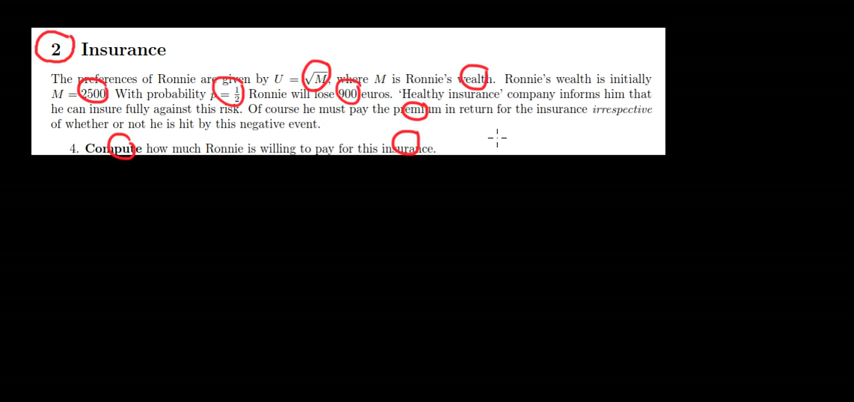 2 Insurance
The preferences of Ronnie are given by U = √M, where M is Ronnie's wealth. Ronnie's wealth is initially
M = 2500. With probability p = 1/2 Ronnie will lose 900 euros. 'Healthy insurance' company informs him that
he can insure fully against this risk. Of course he must pay the premium in return for the insurance irrespective
of whether or not he is hit by this negative event.
4. Compute how much Ronnie is willing to pay for this insurance.